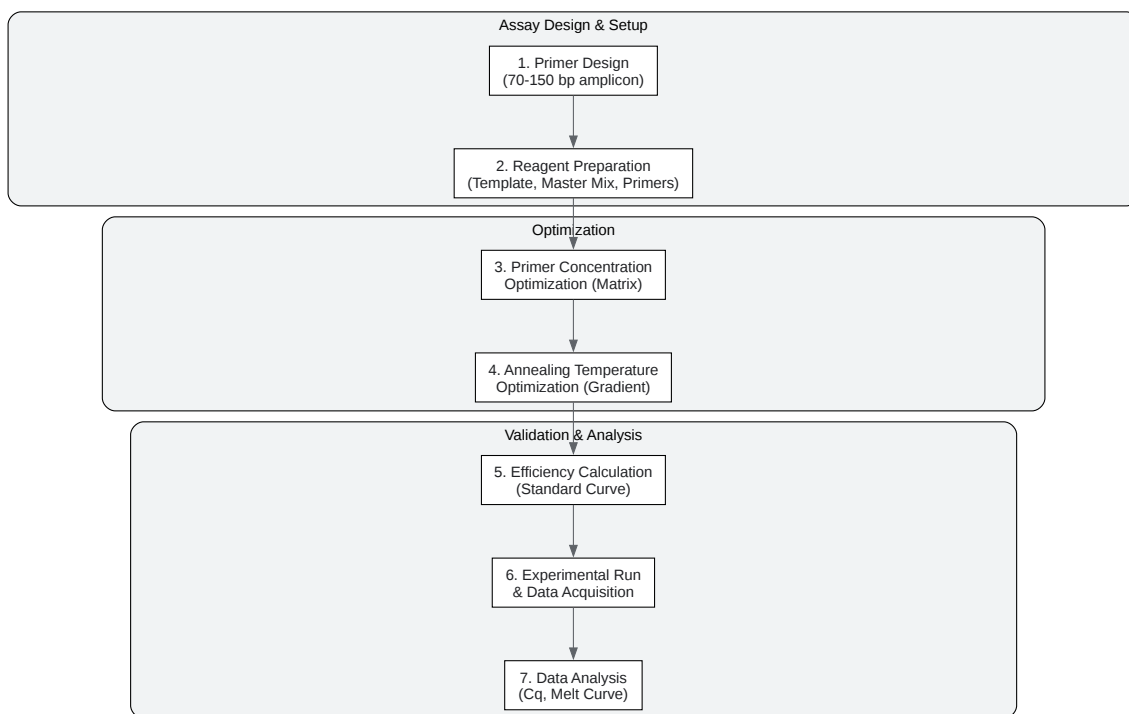 Assay Design & Setup
1. Primer Design
(70-150 bp amplicon)
2. Reagent Preparation
(Template, Master Mix, Primers)
Optimization
3. Primer Concentration
Optimization (Matrix)
4. Annealing Temperature
Optimization (Gradient)
Validation & Analysis
5. Efficiency Calculation
(Standard Curve)
6. Experimental Run
& Data Acquisition
7. Data Analysis
(Cq, Melt Curve)